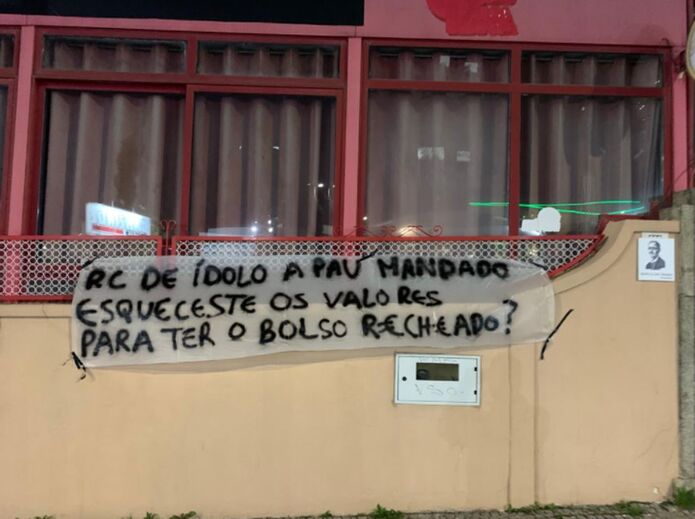 RC DE ÍDOLO A PAU MANDADO
ESQUECESTE OS VALORES
PARA TER O BOLSO RECHEADO?